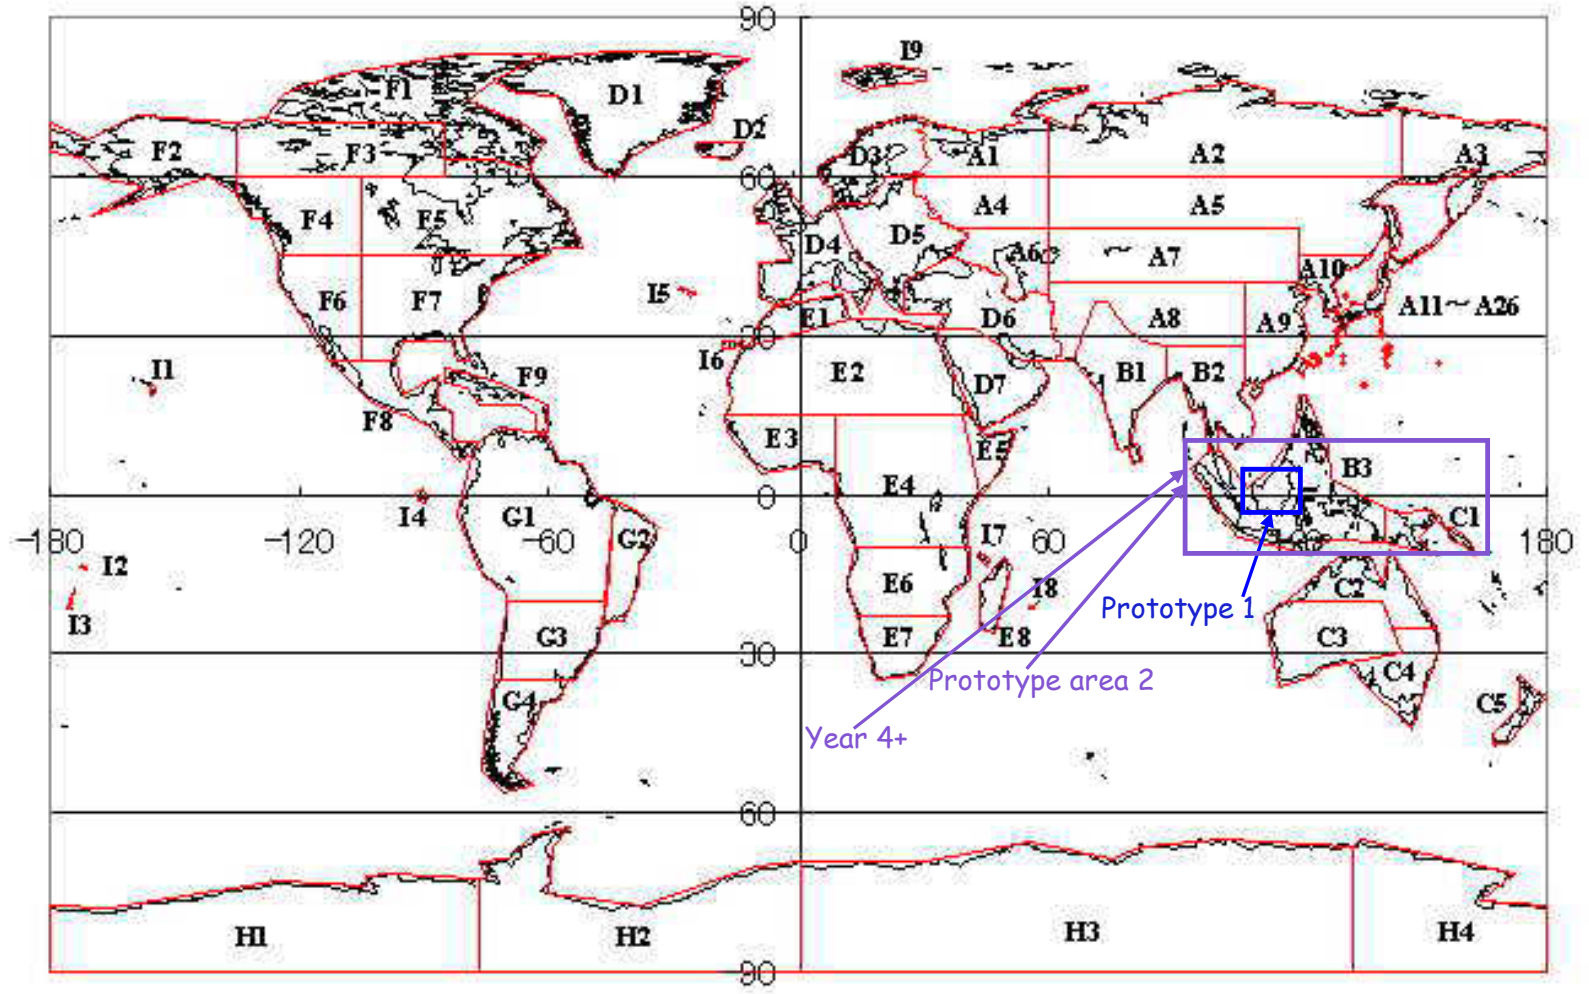 90
I9
F1
D1
D2
F2
F3
D3
A1
A2
A3
60
F4
F5
A4
A5
D4
D5
A6
A7
A10
I5
F6
F7
E1
D6
A8
A9
A11~A26
30
I6
I1
F9
E2
D7
B1
B2
F8
E3
E5
B3
E4
0
I4
G1
C1
-180
-120
-60
0
60
180
G2
I7
I2
E6
I8
C2
Prototype 1
I3
G3
E7
E8
C3
-30
Prototype area 2
C4
G4
C5
Year 4+
-60
H1
H2
H3
H4
-90